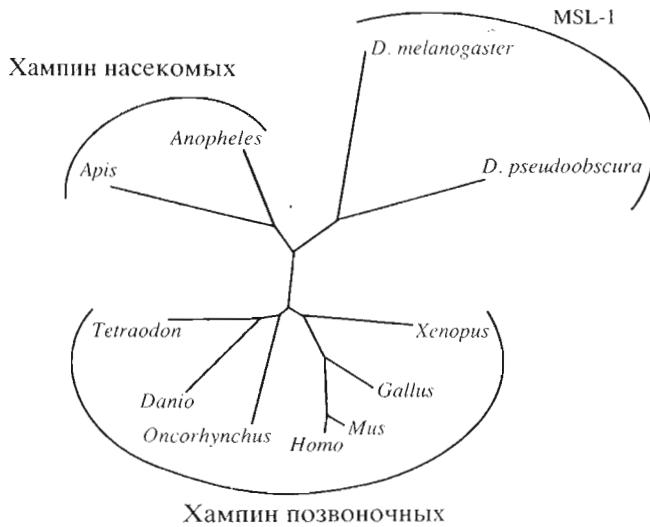 MSL-1
D. melanogaster
Хампин насекомых
Anopheles
Apis
D. pseudoobscura
Tetraodon
Xenopus
Gallus
Danio
Oncorhynchus
Mus
Homo
Хампин позвоночных